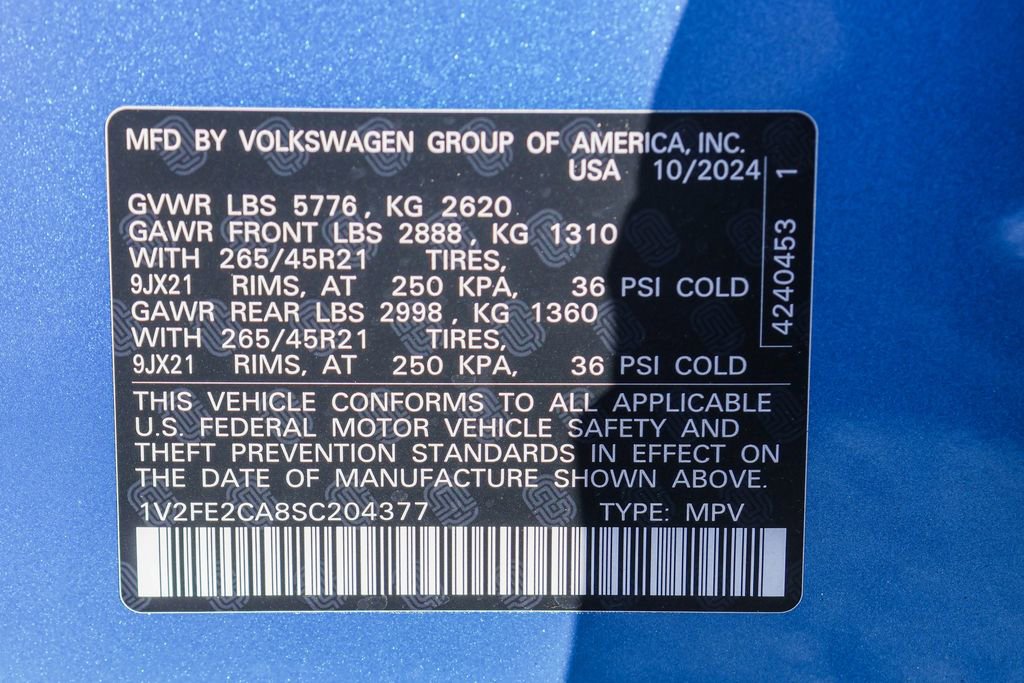 MFD BY VOLKSWAGEN GROUP OF AMERICA, INC.
USA 10/2024
GVWR LBS 5776, KG 2620
GAWR FRONT LBS 2888, KG 1310
WITH 265/45R21 TIRES,
9JX21 RIMS, AT 250 KPA, 36 PSI COLD
GAWR REAR LBS 2998, KG 1360
WITH 265/45R21 TIRES,
9JX21 RIMS, AT 250 KPA, 36 PSI COLD
4240453 1
THIS VEHICLE CONFORMS TO ALL APPLICABLE
U.S. FEDERAL MOTOR VEHICLE SAFETY AND
THEFT PREVENTION STANDARDS IN EFFECT ON
THE DATE OF MANUFACTURE SHOWN ABOVE.
1V2FE2CA8SC204377 TYPE: MPV